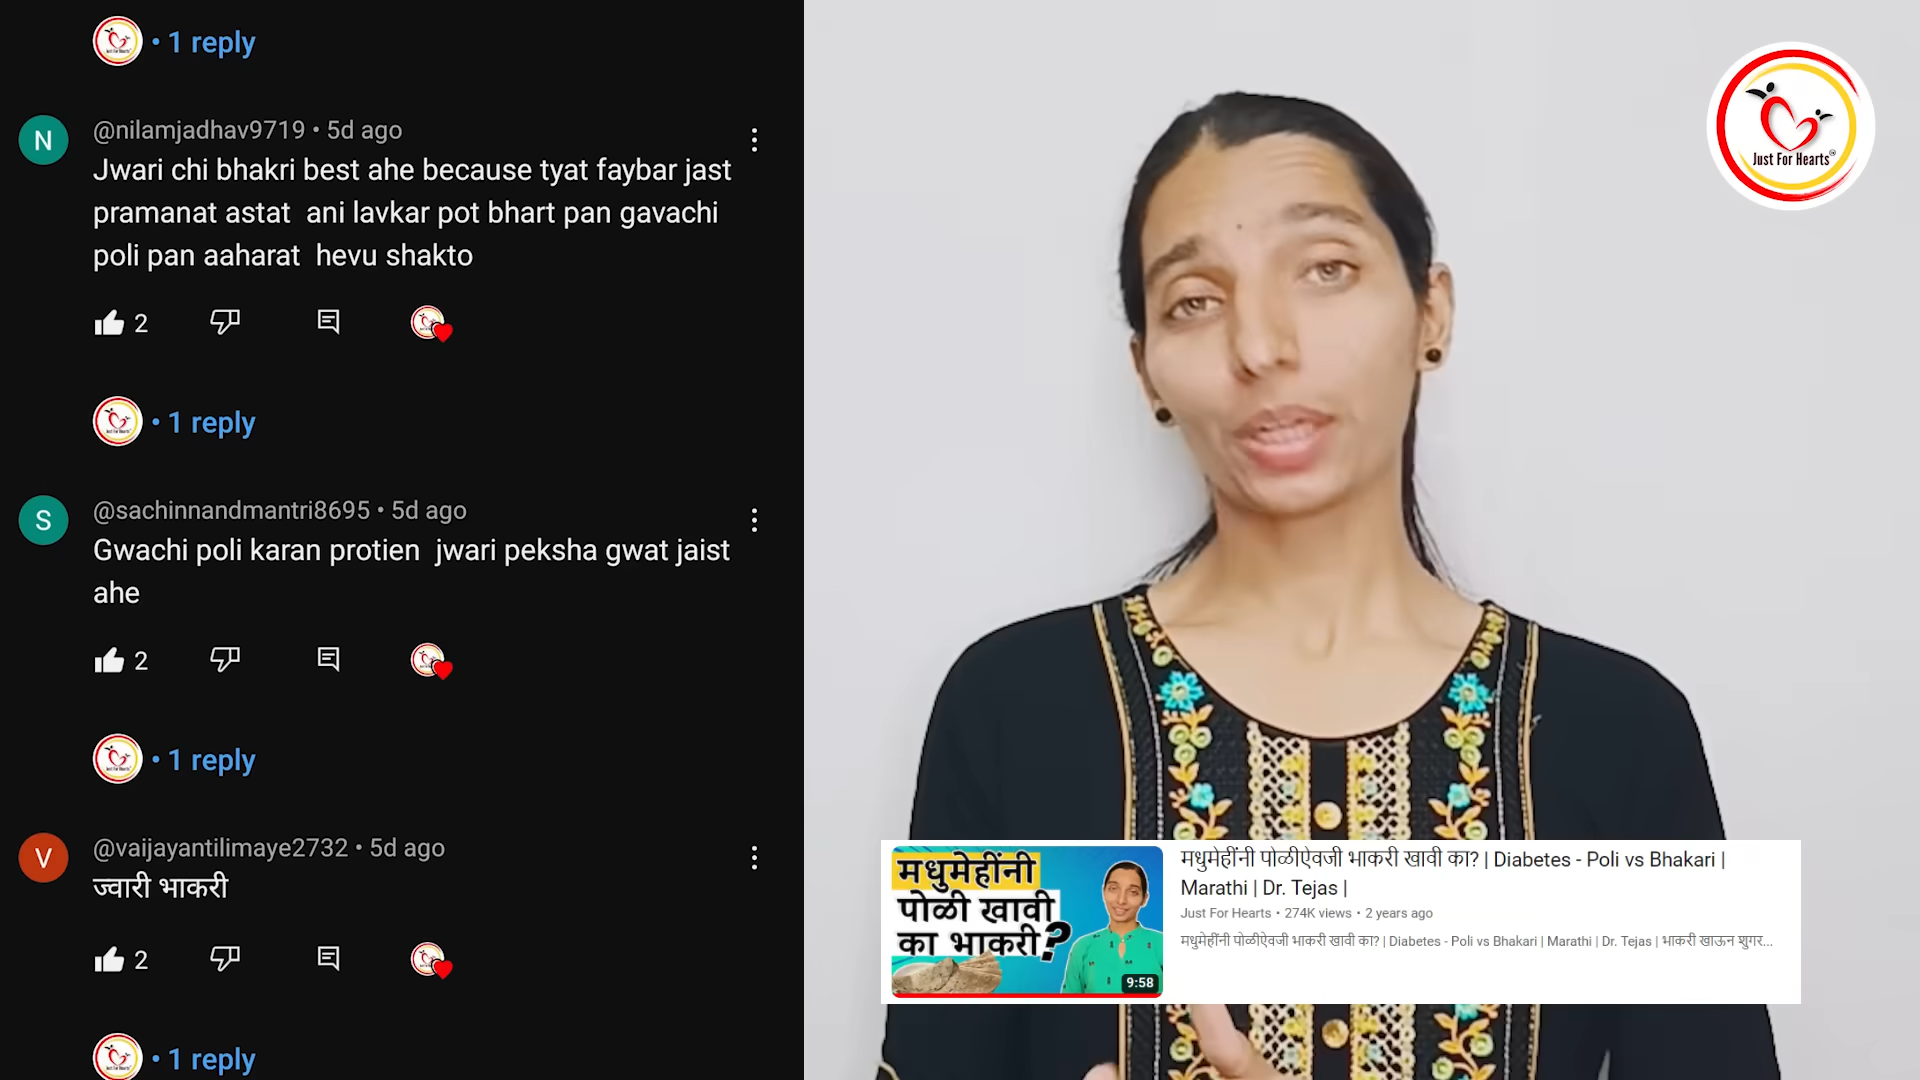 • 1 reply
N
@nilamjadhav9719 • 5d ago
Jwari chi bhakri best ahe because tyat faybar jast
pramanat astat ani lavkar pot bhart pan gavachi
poli pan aaharat hevu shakto
2
• 1 reply
S
@sachinnandmantri8695 • 5d ago
Gwachi poli karan protien jwari peksha gwat jaist
ahe
2
• 1 reply
V
@vaijayantilimaye2732 • 5d ago
ज्वारी भाकरी
2
• 1 reply
Just For Hearts
मधुमेहींनी
पोळी खावी
का भाकरी?
9:58
मधुमेहींनी पोळीऐवजी भाकरी खावी का? | Diabetes - Poli vs Bhakari |
Marathi | Dr. Tejas |
Just For Hearts • 274K views • 2 years ago
मधुमेहींनी पोळीऐवजी भाकरी खावी का? | Diabetes - Poli vs Bhakari | Marathi | Dr. Tejas | भाकरी खाऊन शुगर...